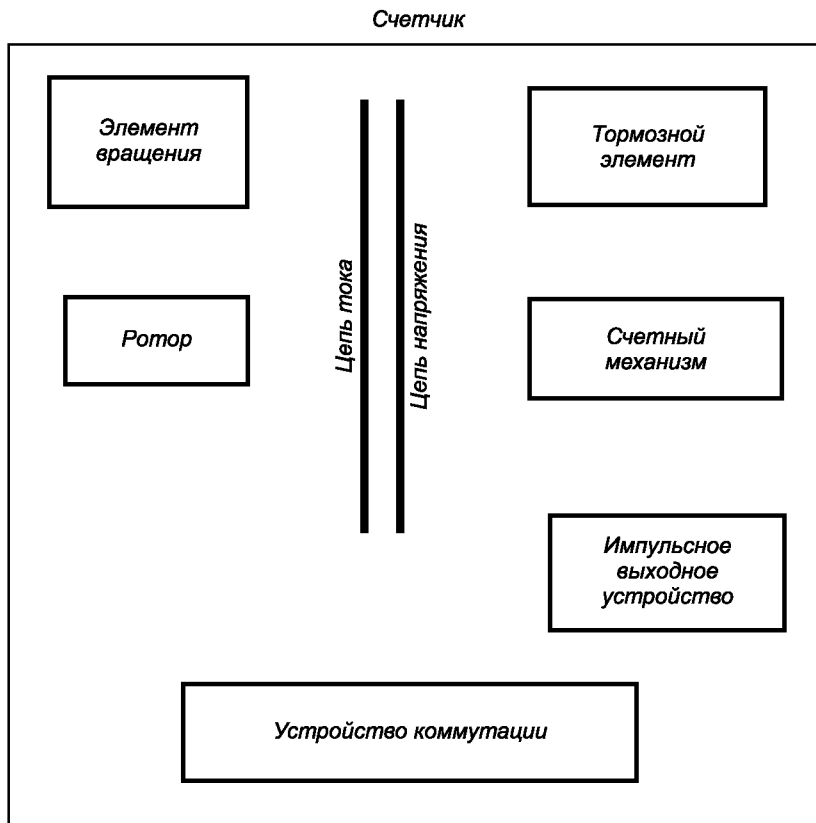 Счетчик
Элемент
вращения
Тормозной
элемент
Цепь тока
Цепь напряжения
Ротор
Счетный
механизм
Импульсное
выходное
устройство
Устройство коммутации